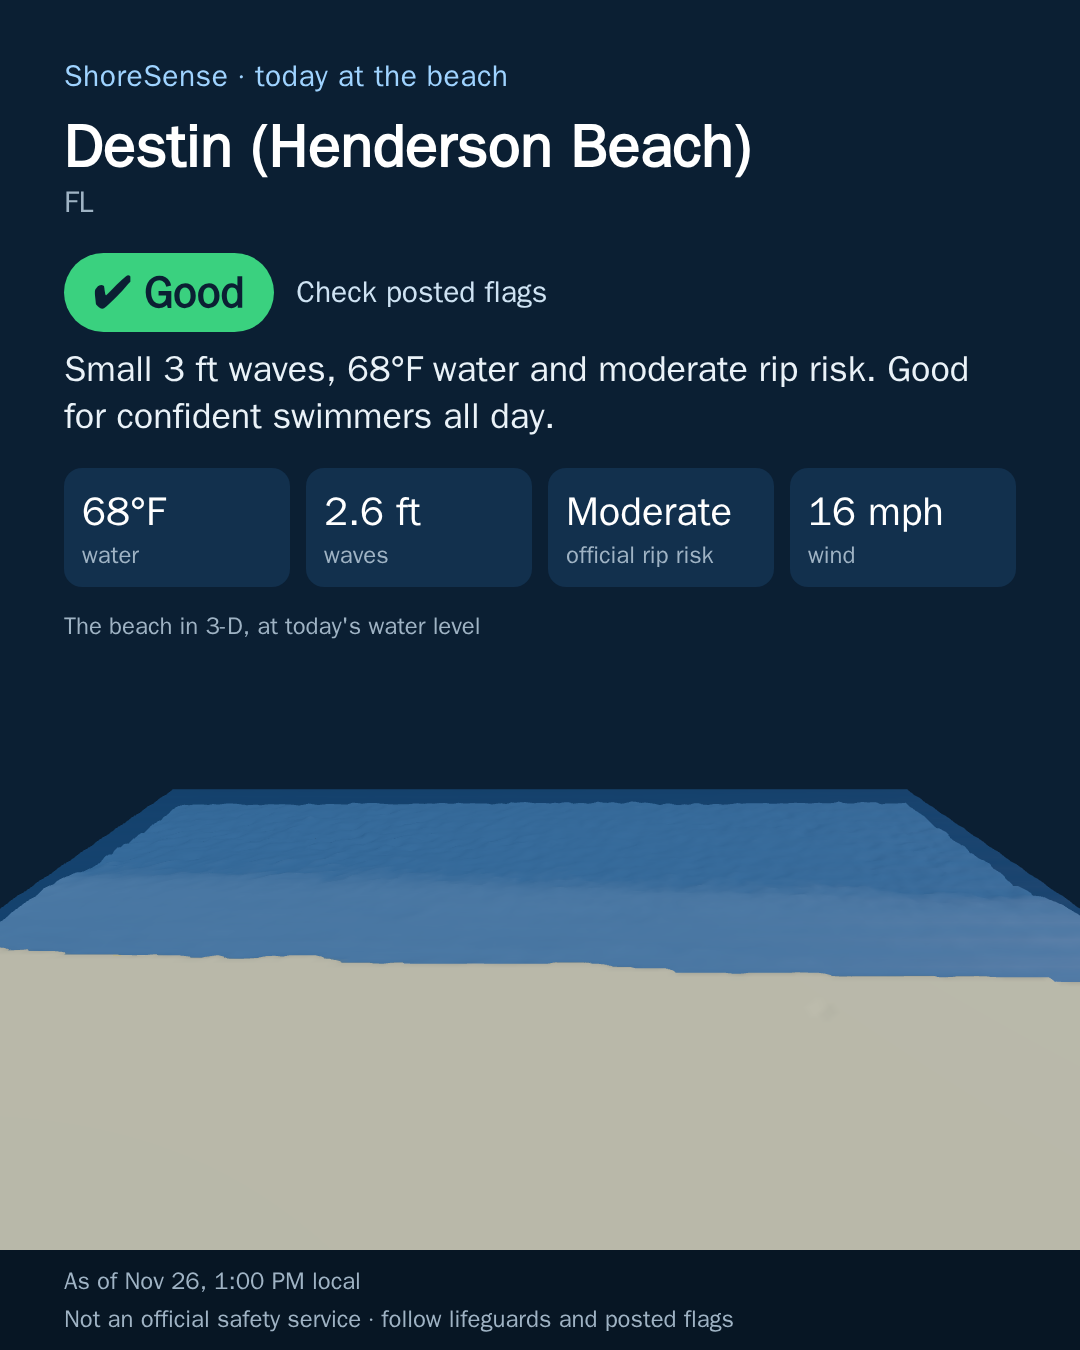 ShoreSense · today at the beach
Destin (Henderson Beach)
FL
✔ Good
Check posted flags
Small 3 ft waves, 68°F water and moderate rip risk. Good
for confident swimmers all day.
68°F
water
2.6 ft
waves
Moderate
official rip risk
16 mph
wind
The beach in 3-D, at today's water level
As of Nov 26, 1:00 PM local
Not an official safety service · follow lifeguards and posted flags